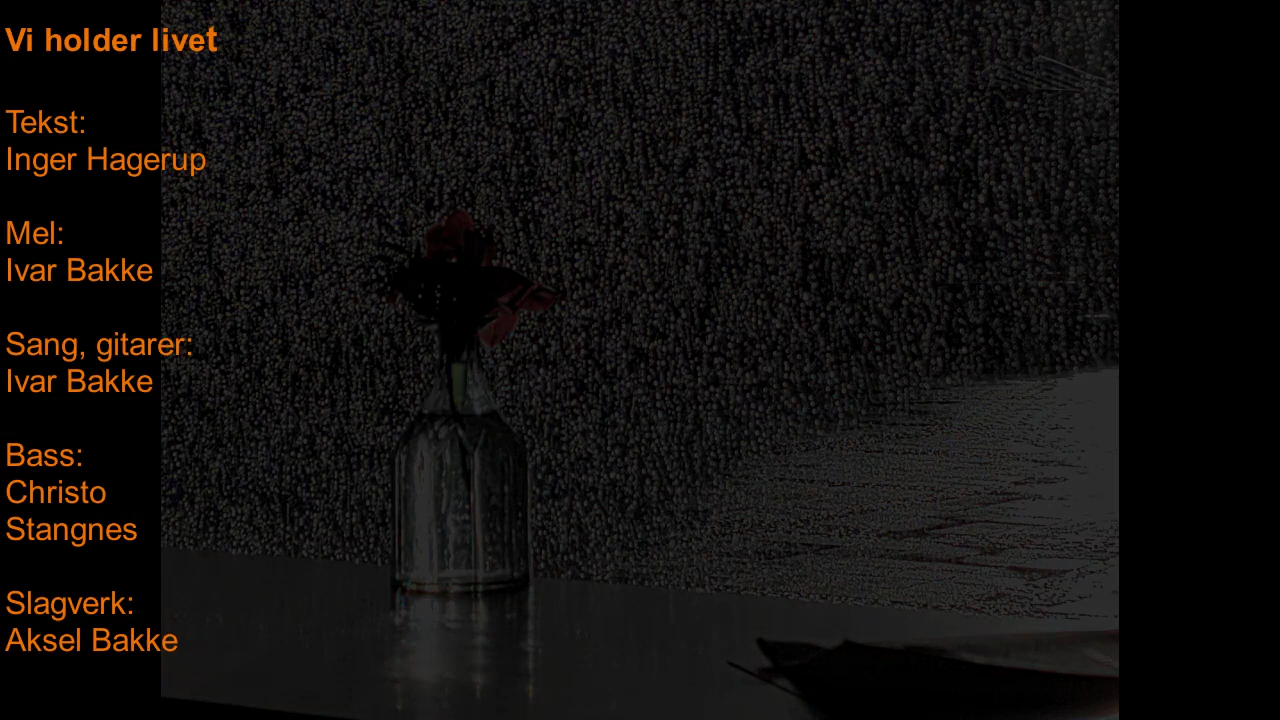 Vi holder livet
Tekst:
Inger Hagerup
Mel:
Ivar Bakke
Sang, gitarer:
Ivar Bakke
Bass:
Christo
Stangnes
Slagverk:
Aksel Bakke